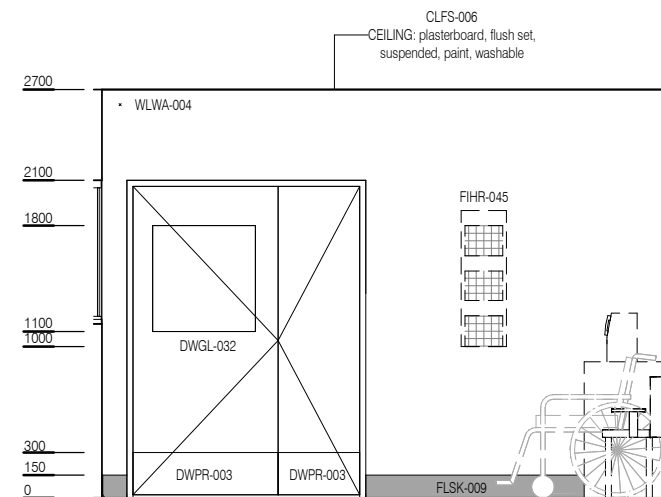 CLFS-006
CEILING: plasterboard, flush set,
suspended, paint, washable
2700
WLWA-004
2100
1800
FIHR-045
1100
DWGL-032
1000
300
150
DWPR-003
DWPR-003
FLSK-009
0